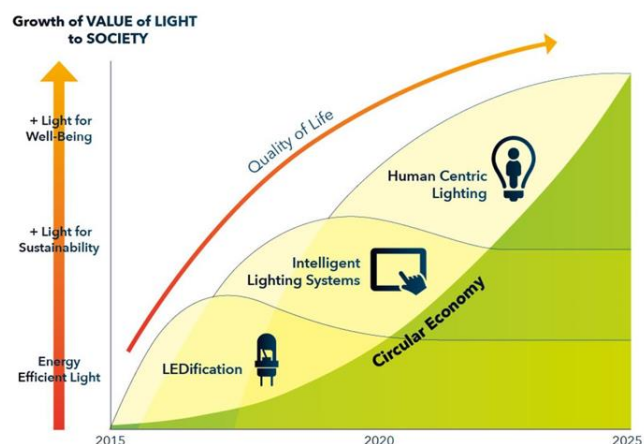 Growth of VALUE of LIGHT
to SOCIETY
+ Light for
Well-Being
+ Light for
Sustainability
Energy
Efficient Light
Quality of Life
Human Centric
Lighting
Intelligent
Lighting Systems
LEDification
Circular Economy
2015
2020
2025